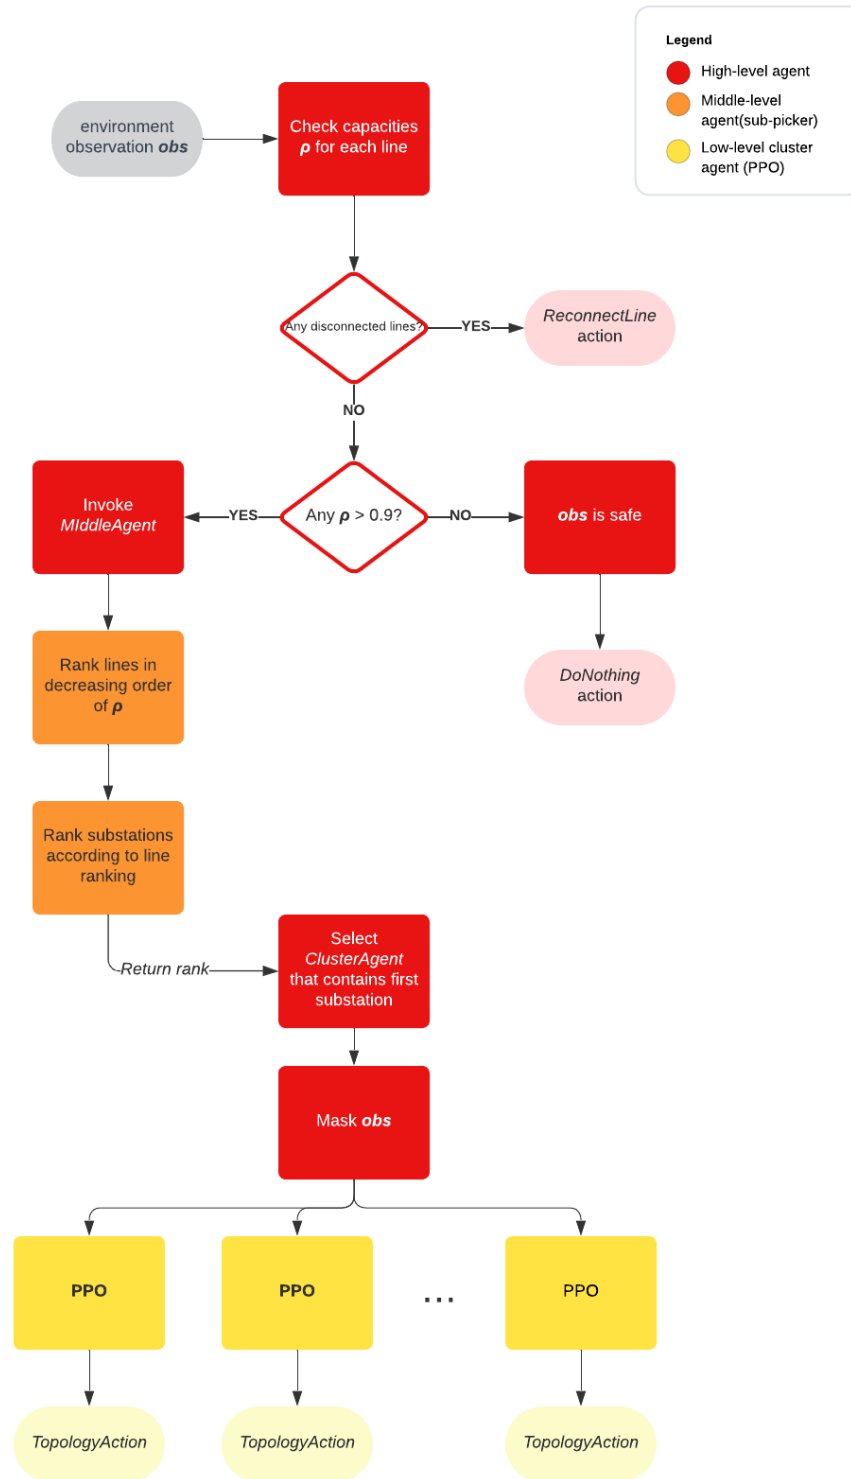 Legend
High-level agent
Middle-level
agent(sub-picker)
Low-level cluster
agent (PPO)
environment
observation obs
Check capacities
ρ for each line
Any disconnected lines?
YES
ReconnectLine
action
NO
Invoke
MIddleAgent
YES
Any ρ > 0.9?
NO
obs is safe
Rank lines in
decreasing order
of ρ
DoNothing
action
Rank substations
according to line
ranking
Return rank
Select
ClusterAgent
that contains first
substation
Mask obs
PPO
PPO
...
PPO
TopologyAction
TopologyAction
TopologyAction